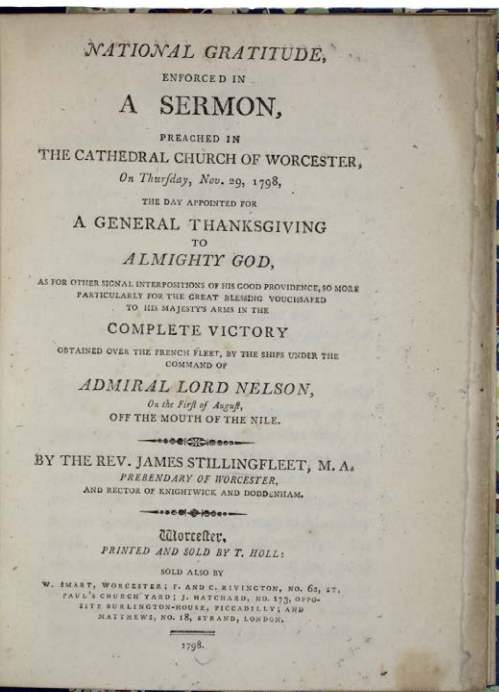 NATIONAL GRATITUDE,
ENFORCED IN
A SERMON,
PREACHED IN
THE CATHEDRAL CHURCH OF WORCESTER,
On Thurſday, Nov. 29, 1798,
THE DAY APPOINTED FOR
A GENERAL THANKSGIVING
TO
ALMIGHTY GOD,
AS FOR OTHER SIGNAL INTERPOSITIONS OF HIS GOOD PROVIDENCE, SO MORE
PARTICULARLY FOR THE GREAT BLESSING VOUCHSAFED
TO HIS MAJESTY'S ARMS IN THE
COMPLETE VICTORY
OBTAINED OVER THE FRENCH FLEET, BY THE SHIPS UNDER THE
COMMAND OF
ADMIRAL LORD NELSON,
On the Firſt of Auguſt,
OFF THE MOUTH OF THE NILE.
BY THE REV. JAMES STILLINGFLEET, M. A.
PREBENDARY OF WORCESTER,
AND RECTOR OF KNIGHTWICK AND DODDENHAM.
Worceſter,
PRINTED AND SOLD BY T. HOLL:
SOLD ALSO BY
W. SMART, WORCESTER; F. AND C. RIVINGTON, NO. 62, ST.
PAUL'S CHURCH YARD; J. HATCHARD, NO. 173, OPPO-
SITE BURLINGTON-HOUSE, PICCADILLY; AND
MATTHEWS, NO. 18, STRAND, LONDON.
1798.